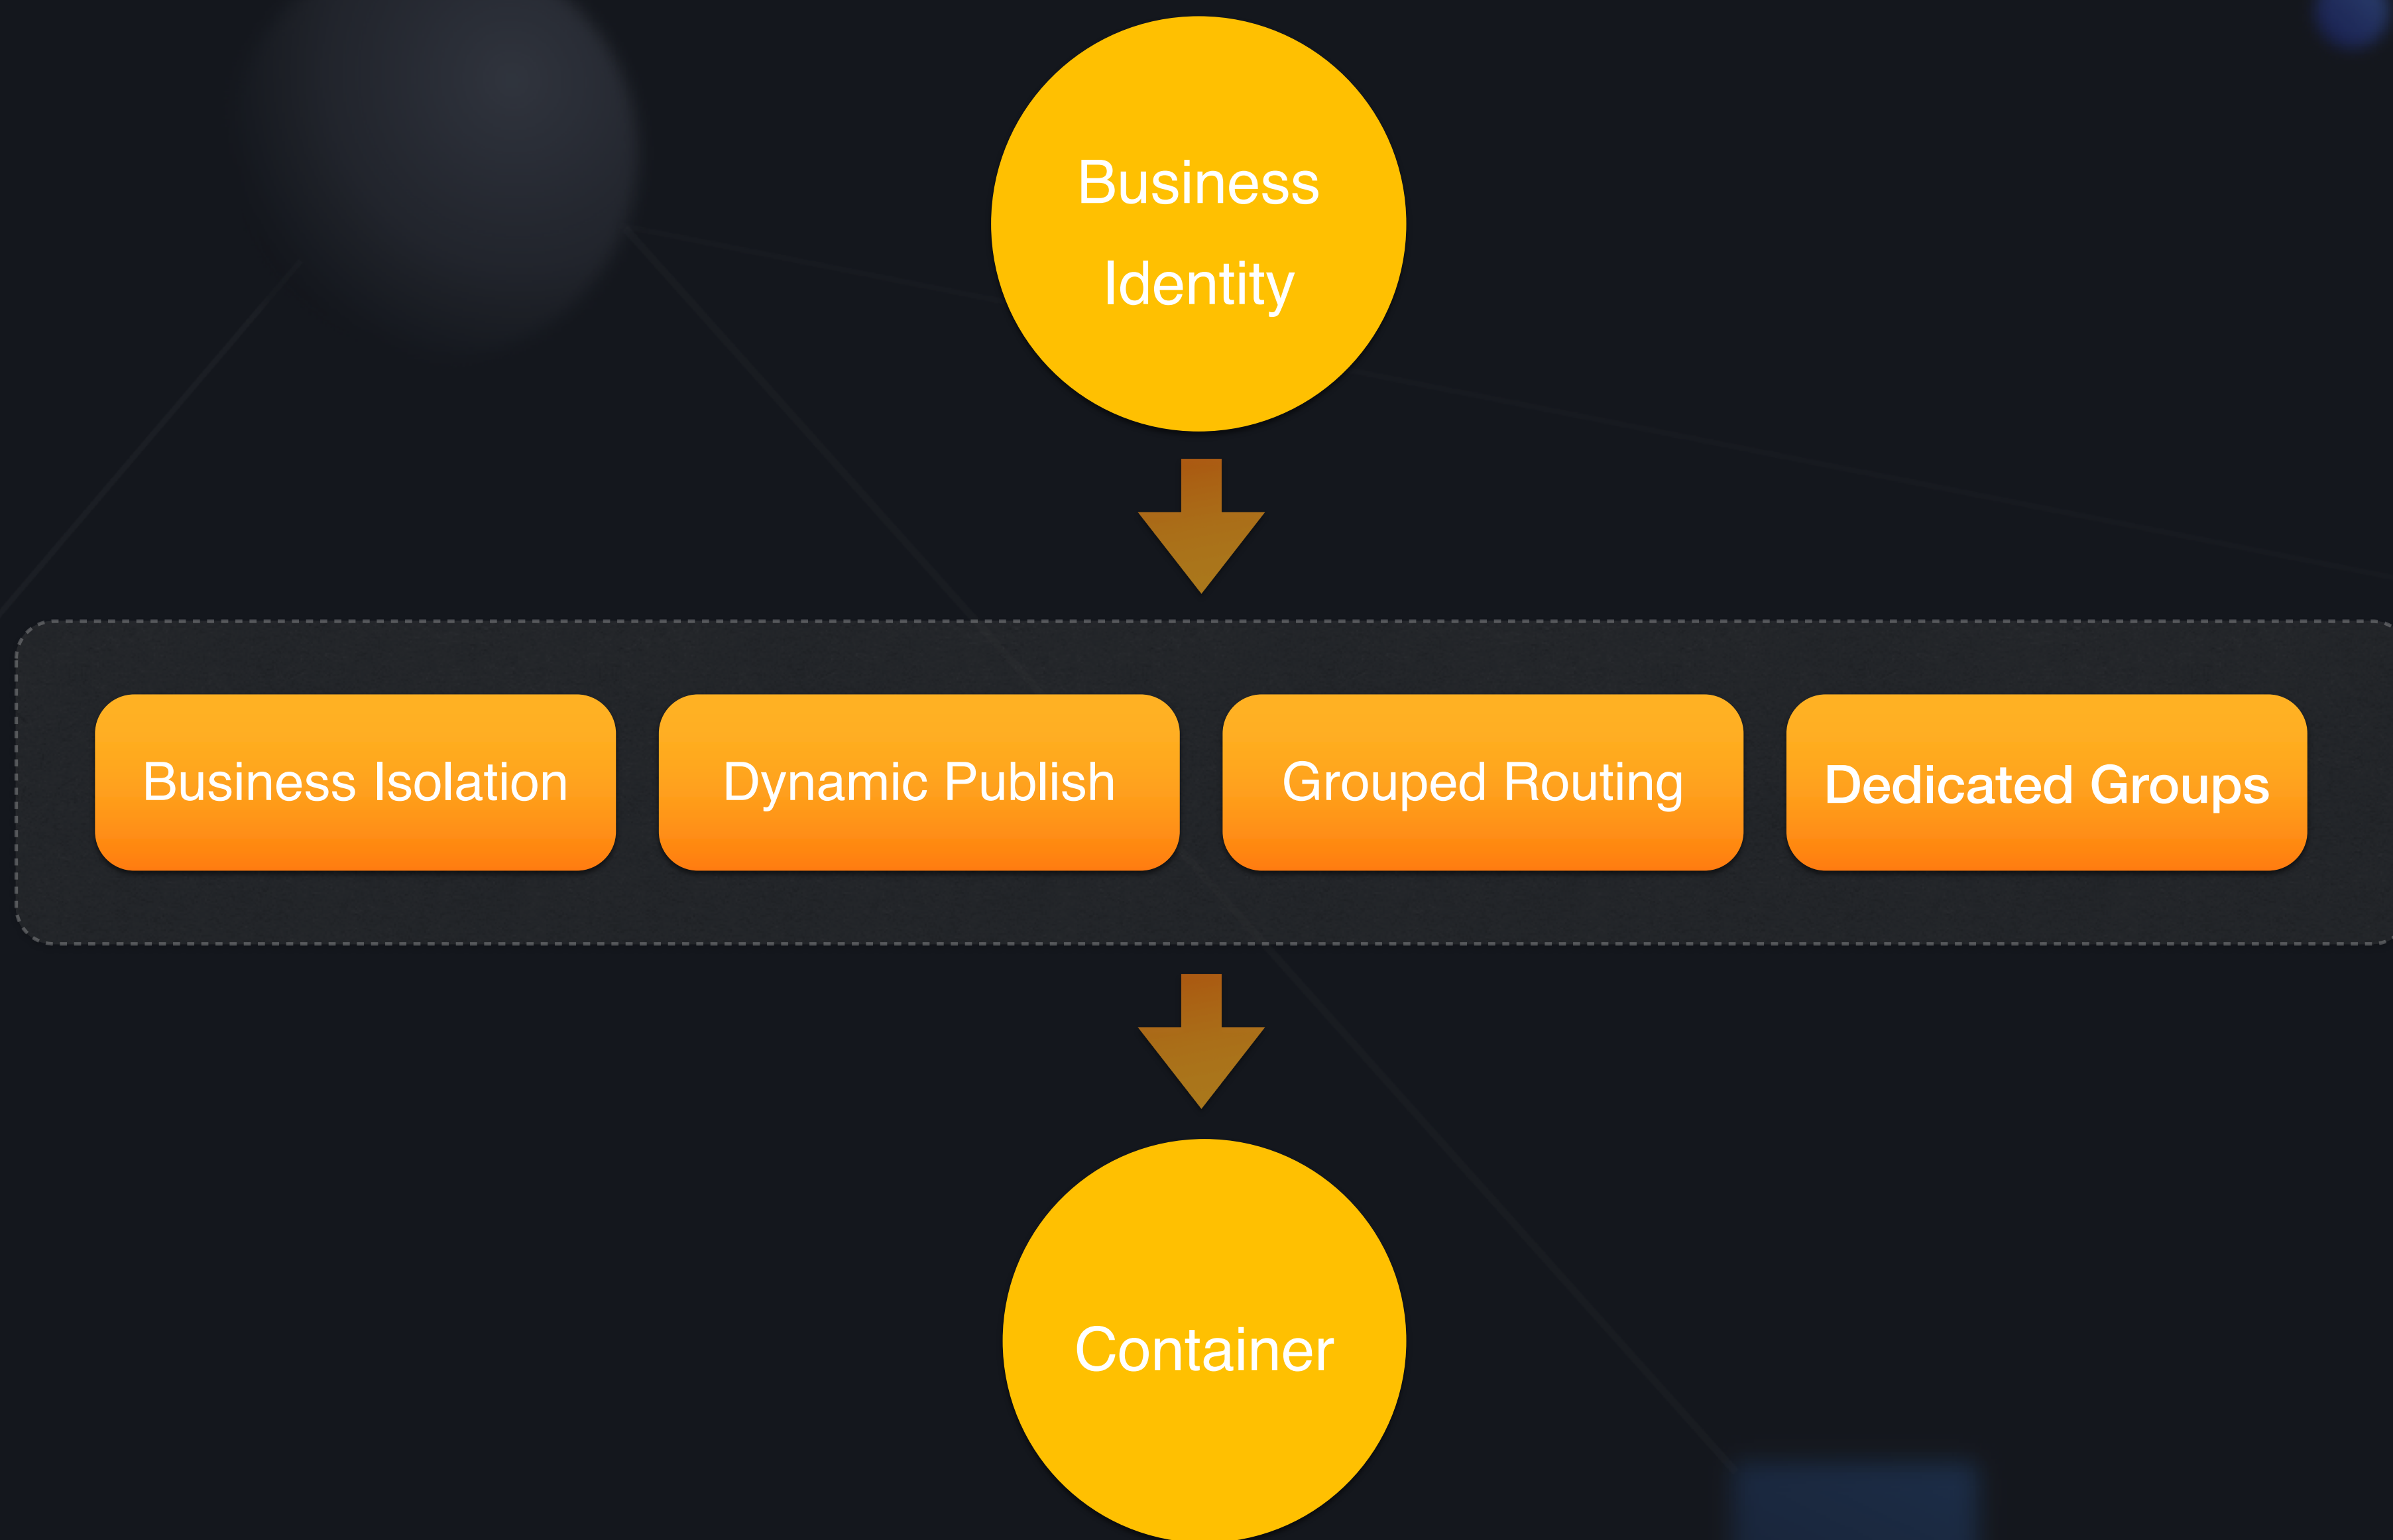 Business
Identity
Business Isolation
Dynamic Publish
Grouped Routing
Dedicated Groups
Container